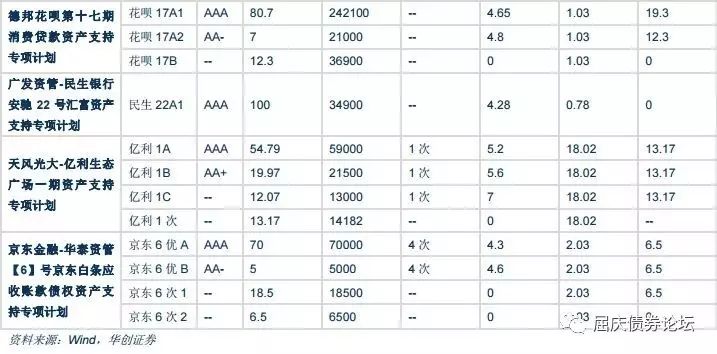 德邦花呗第十七期消费贷款资产支持专项计划 花呗 17A1 AAA 80.7 242100 -- 4.65 1.03 19.3
花呗 17A2 AA- 7 21000 -- 4.8 1.03 12.3
花呗 17B -- 12.3 36900 0 1.03 0
广发资管-民生银行安驰 22 号汇富资产支持专项计划 民生 22A1 AAA 100 34900 -- 4.28 0.78 0
天风光大-亿利生态广场一期资产支持专项计划 亿利 1A AAA 54.79 59000 1 次 5.2 18.02 13.17
亿利 1B AA+ 19.97 21500 1 次 5.6 18.02 13.17
亿利 1C -- 12.07 13000 1 次 7 18.02 13.17
亿利 1 次 -- 13.17 14182 0 18.02 --
京东金融-华泰资管【6】号京东白条应收账款债权资产支持专项计划 京东 6 优 A AAA 70 70000 4 次 4.3 2.03 6.5
京东 6 优 B AA- 5 5000 4 次 4.6 2.03 6.5
京东 6 次 1 -- 18.5 18500 0 2.03 6.5
京东 6 次 2 -- 6.5 6500 0 2.03 0
资料来源：Wind，华创证券
屈庆债券论坛